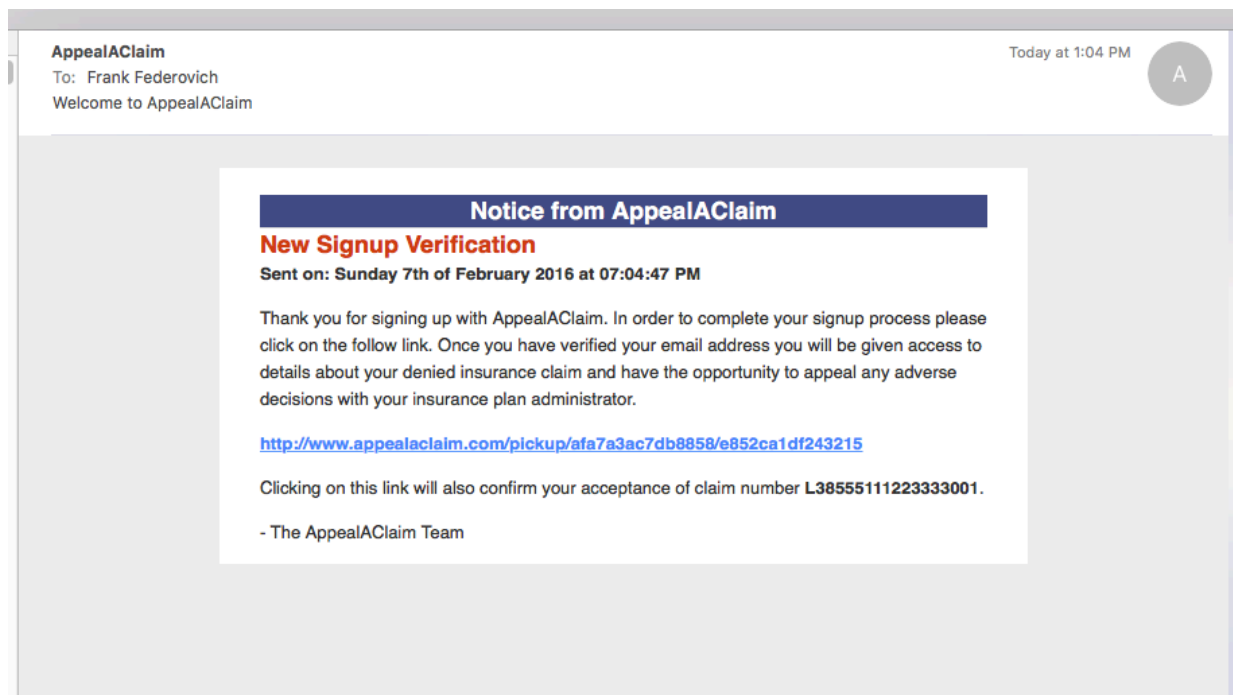 AppealAClaim
Today at 1:04 PM
A
To: Frank Federovich
Welcome to AppealAClaim
Notice from AppealAClaim
New Signup Verification
Sent on: Sunday 7th of February 2016 at 07:04:47 PM
Thank you for signing up with AppealAClaim. In order to complete your signup process please
click on the follow link. Once you have verified your email address you will be given access to
details about your denied insurance claim and have the opportunity to appeal any adverse
decisions with your insurance plan administrator.
http://www.appealaclaim.com/pickup/afa7a3ac7db8858/e852ca1df243215
Clicking on this link will also confirm your acceptance of claim number L38555111223333001.
- The AppealAClaim Team